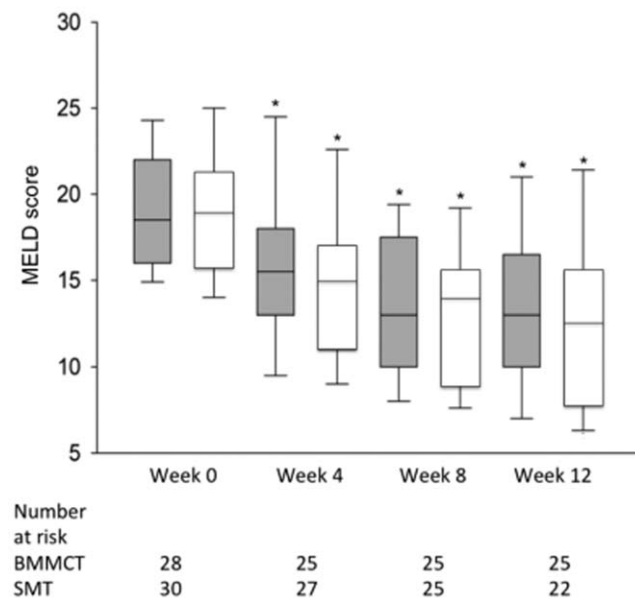 30
25
20
15
10
5
MELD score
* * * * * *
Week 0 Week 4 Week 8 Week 12
Number
at risk
BMMCT 28 25 25 25
SMT 30 27 25 22